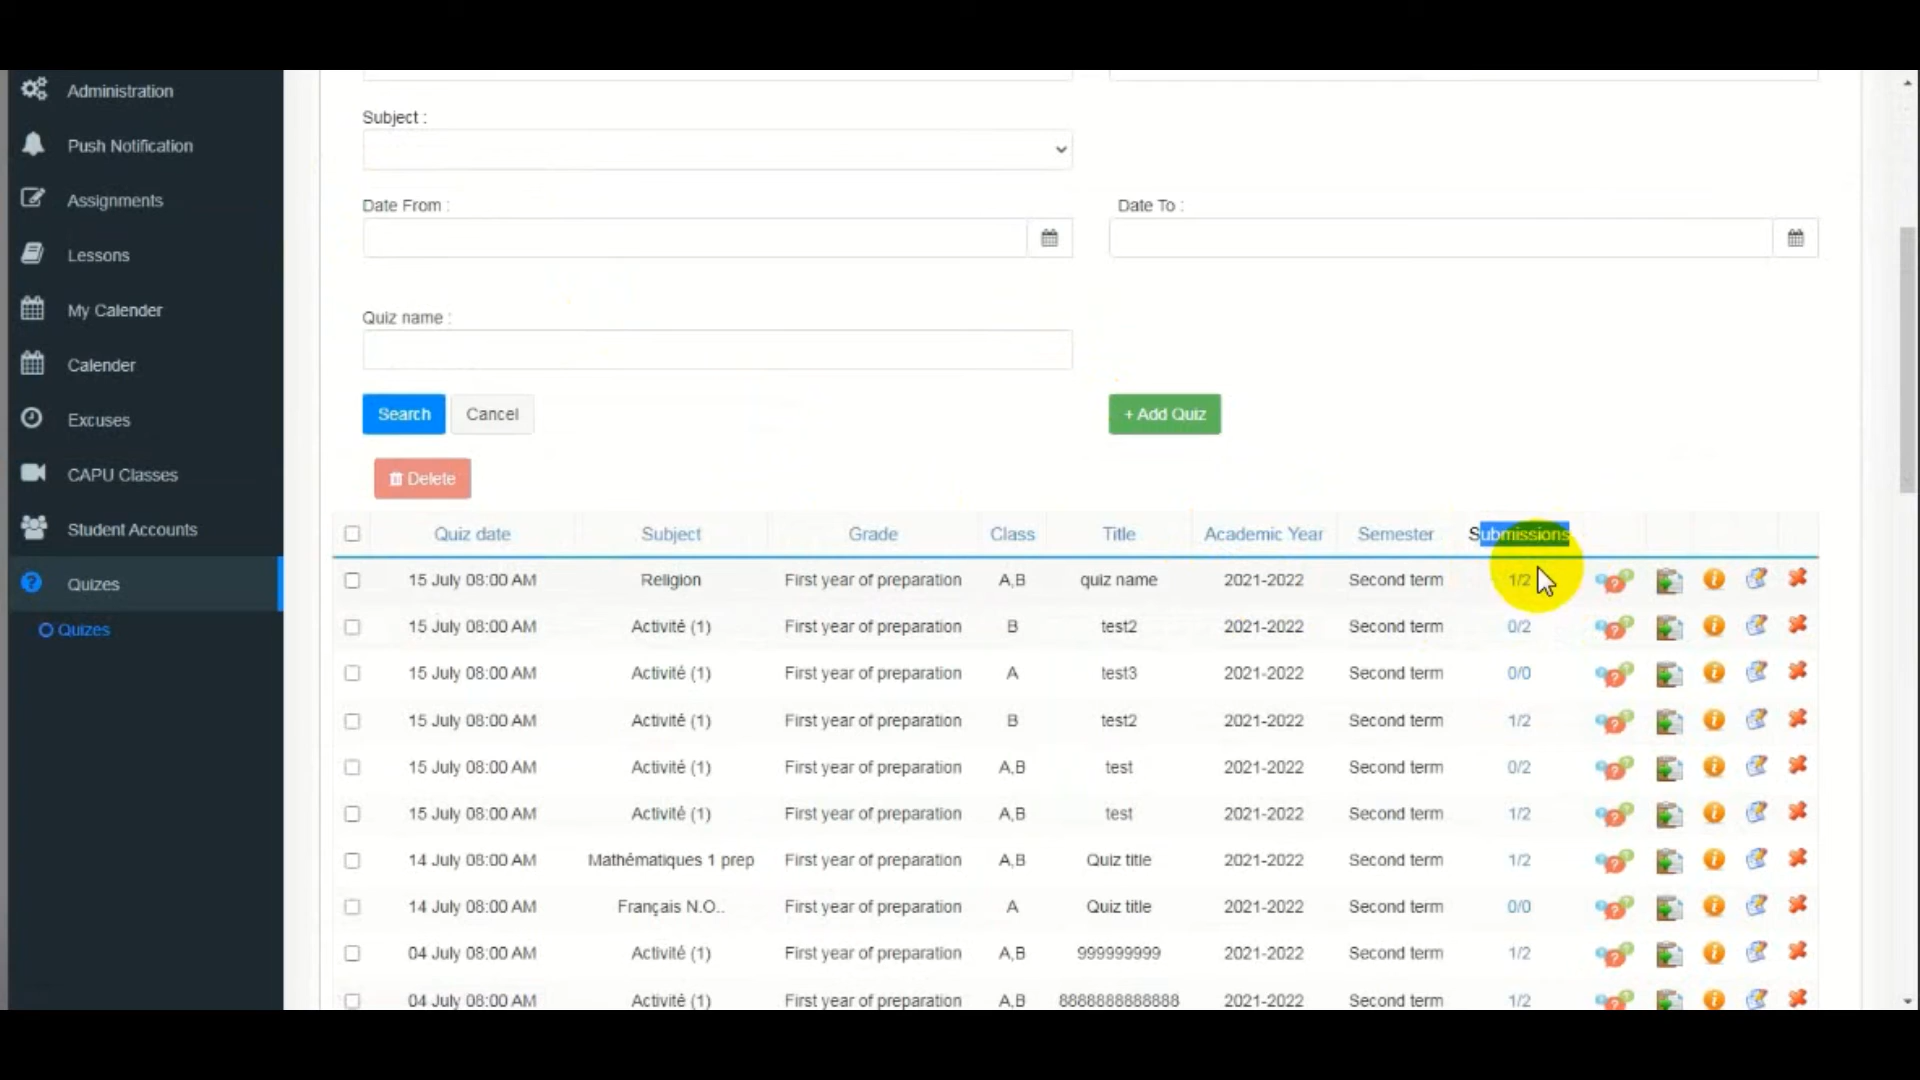 Administration
Push Notification
Assignments
Lessons
My Calender
Calender
Excuses
CAPU Classes
Student Accounts
Quizes
Quizes
Subject :
Date From :
Date To :
Quiz name :
Search
Cancel
+ Add Quiz
Delete
Quiz date Subject Grade Class Title Academic Year Semester Submissions
15 July 08:00 AM Religion First year of preparation A,B quiz name 2021-2022 Second term 1/2
15 July 08:00 AM Activité (1) First year of preparation B test2 2021-2022 Second term 0/2
15 July 08:00 AM Activité (1) First year of preparation A test3 2021-2022 Second term 0/0
15 July 08:00 AM Activité (1) First year of preparation B test2 2021-2022 Second term 1/2
15 July 08:00 AM Activité (1) First year of preparation A,B test 2021-2022 Second term 0/2
15 July 08:00 AM Activité (1) First year of preparation A,B test 2021-2022 Second term 1/2
14 July 08:00 AM Mathématiques 1 prep First year of preparation A,B Quiz title 2021-2022 Second term 1/2
14 July 08:00 AM Français N.O.. First year of preparation A Quiz title 2021-2022 Second term 0/0
04 July 08:00 AM Activité (1) First year of preparation A,B 999999999 2021-2022 Second term 1/2
04 July 08:00 AM Activité (1) First year of preparation A,B 8888888888888 2021-2022 Second term 1/2